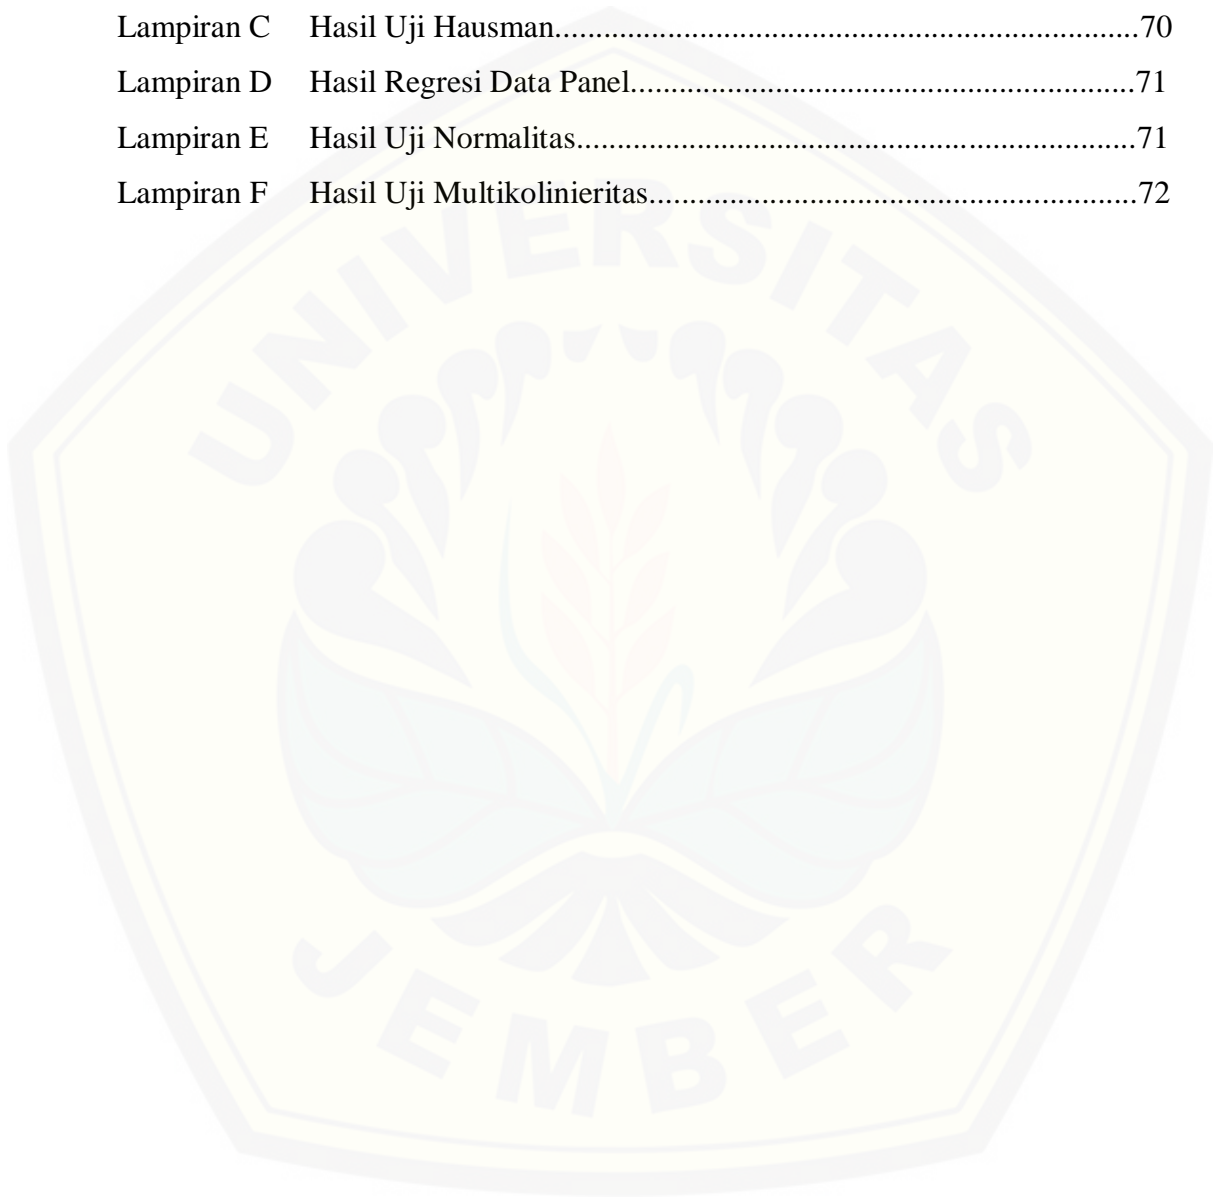 Lampiran C Hasil Uji Hausman........................................................................70
Lampiran D Hasil Regresi Data Panel..............................................................71
Lampiran E Hasil Uji Normalitas.....................................................................71
Lampiran F Hasil Uji Multikolinieritas............................................................72
UNIVERSITAS
JEMBER